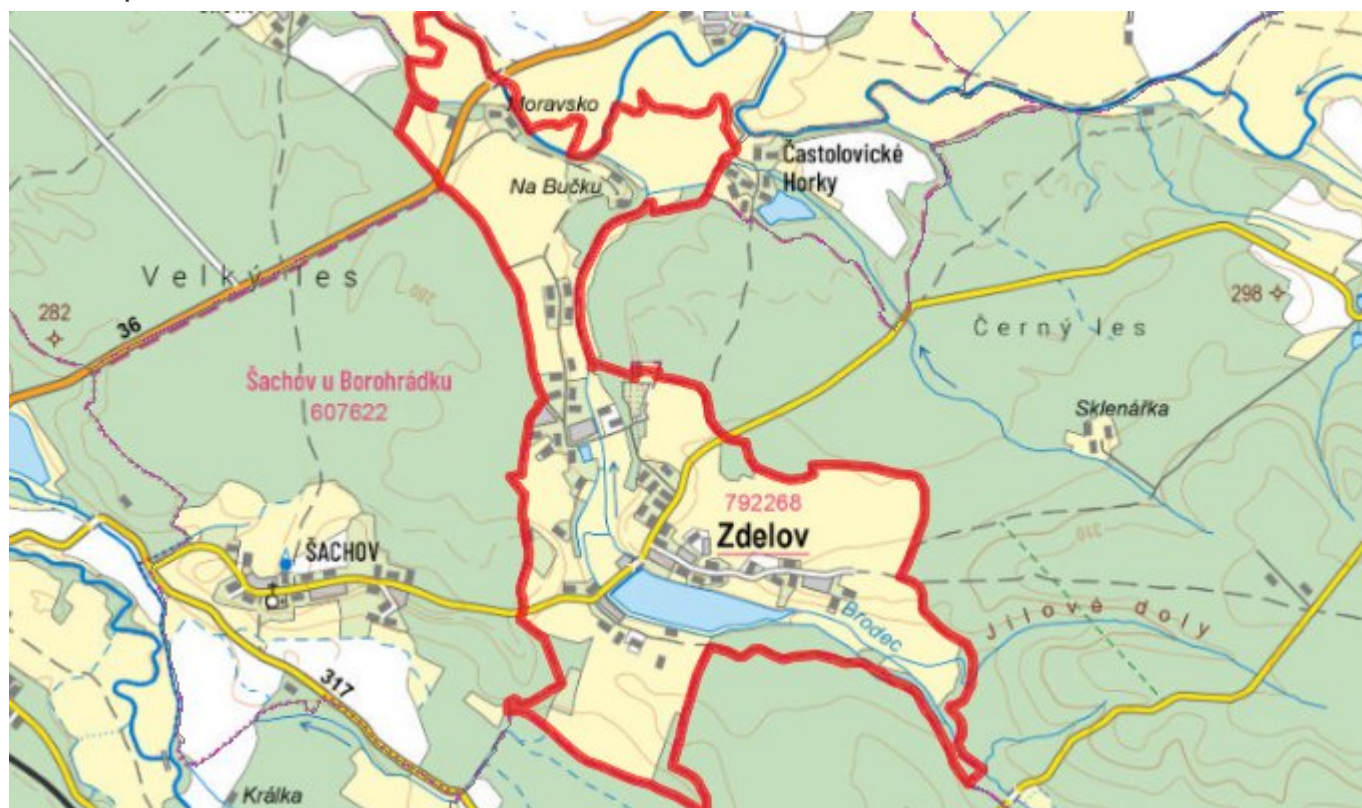 Moravsko
Častolovické
Horky
Na Bučku
Velký les
282
36
298
Černý les
Šachov u Borohrádku
607622
Sklenářka
792268
Zdelov
310
ŠACHOV
Brodec
Jílové doly
317
Králka